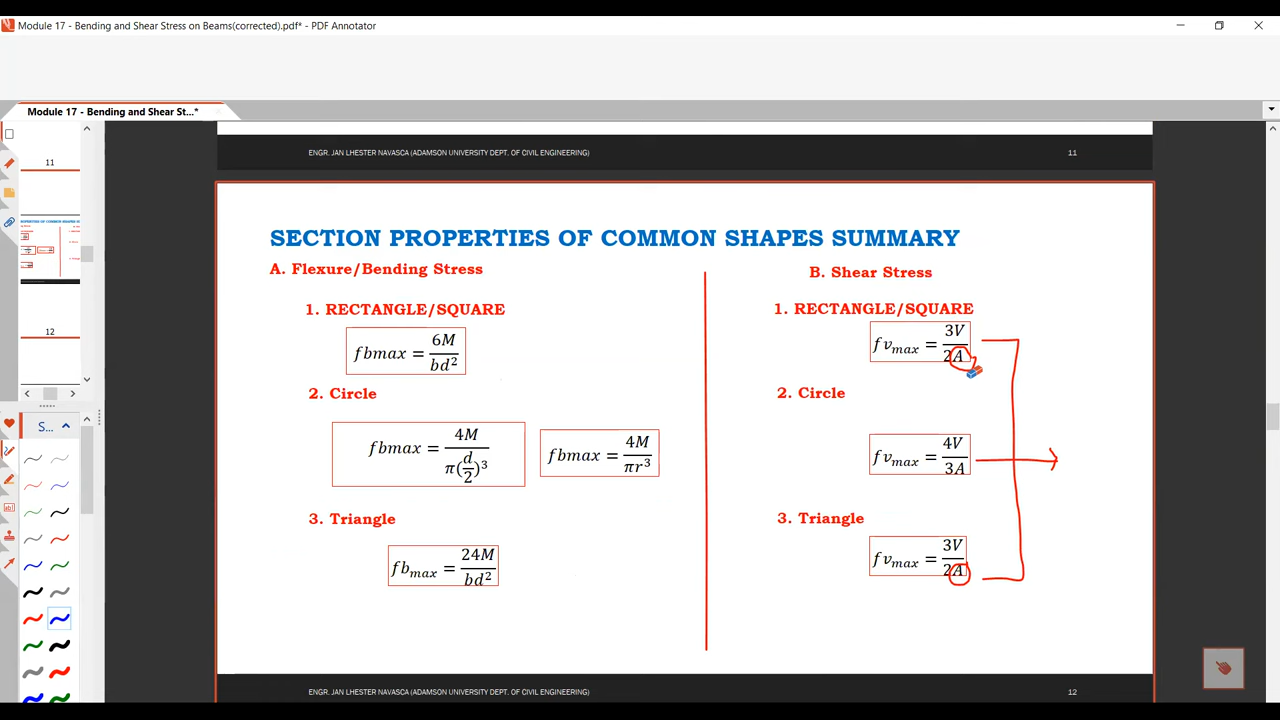 Module 17 - Bending and Shear Stress on Beams(corrected).pdf* - PDF Annotator
Module 17 - Bending and Shear St...*
11
12
S...
ENGR. JAN LHESTER NAVASCA (ADAMSON UNIVERSITY DEPT. OF CIVIL ENGINEERING) 11
SECTION PROPERTIES OF COMMON SHAPES SUMMARY
A. Flexure/Bending Stress
1. RECTANGLE/SQUARE
fbmax = 6M / bd²
2. Circle
fbmax = 4M / π(d/2)³
fbmax = 4M / πr³
3. Triangle
fb_max = 24M / bd²
B. Shear Stress
1. RECTANGLE/SQUARE
fv_max = 3V / 2A
2. Circle
fv_max = 4V / 3A
3. Triangle
fv_max = 3V / 2A
ENGR. JAN LHESTER NAVASCA (ADAMSON UNIVERSITY DEPT. OF CIVIL ENGINEERING) 12